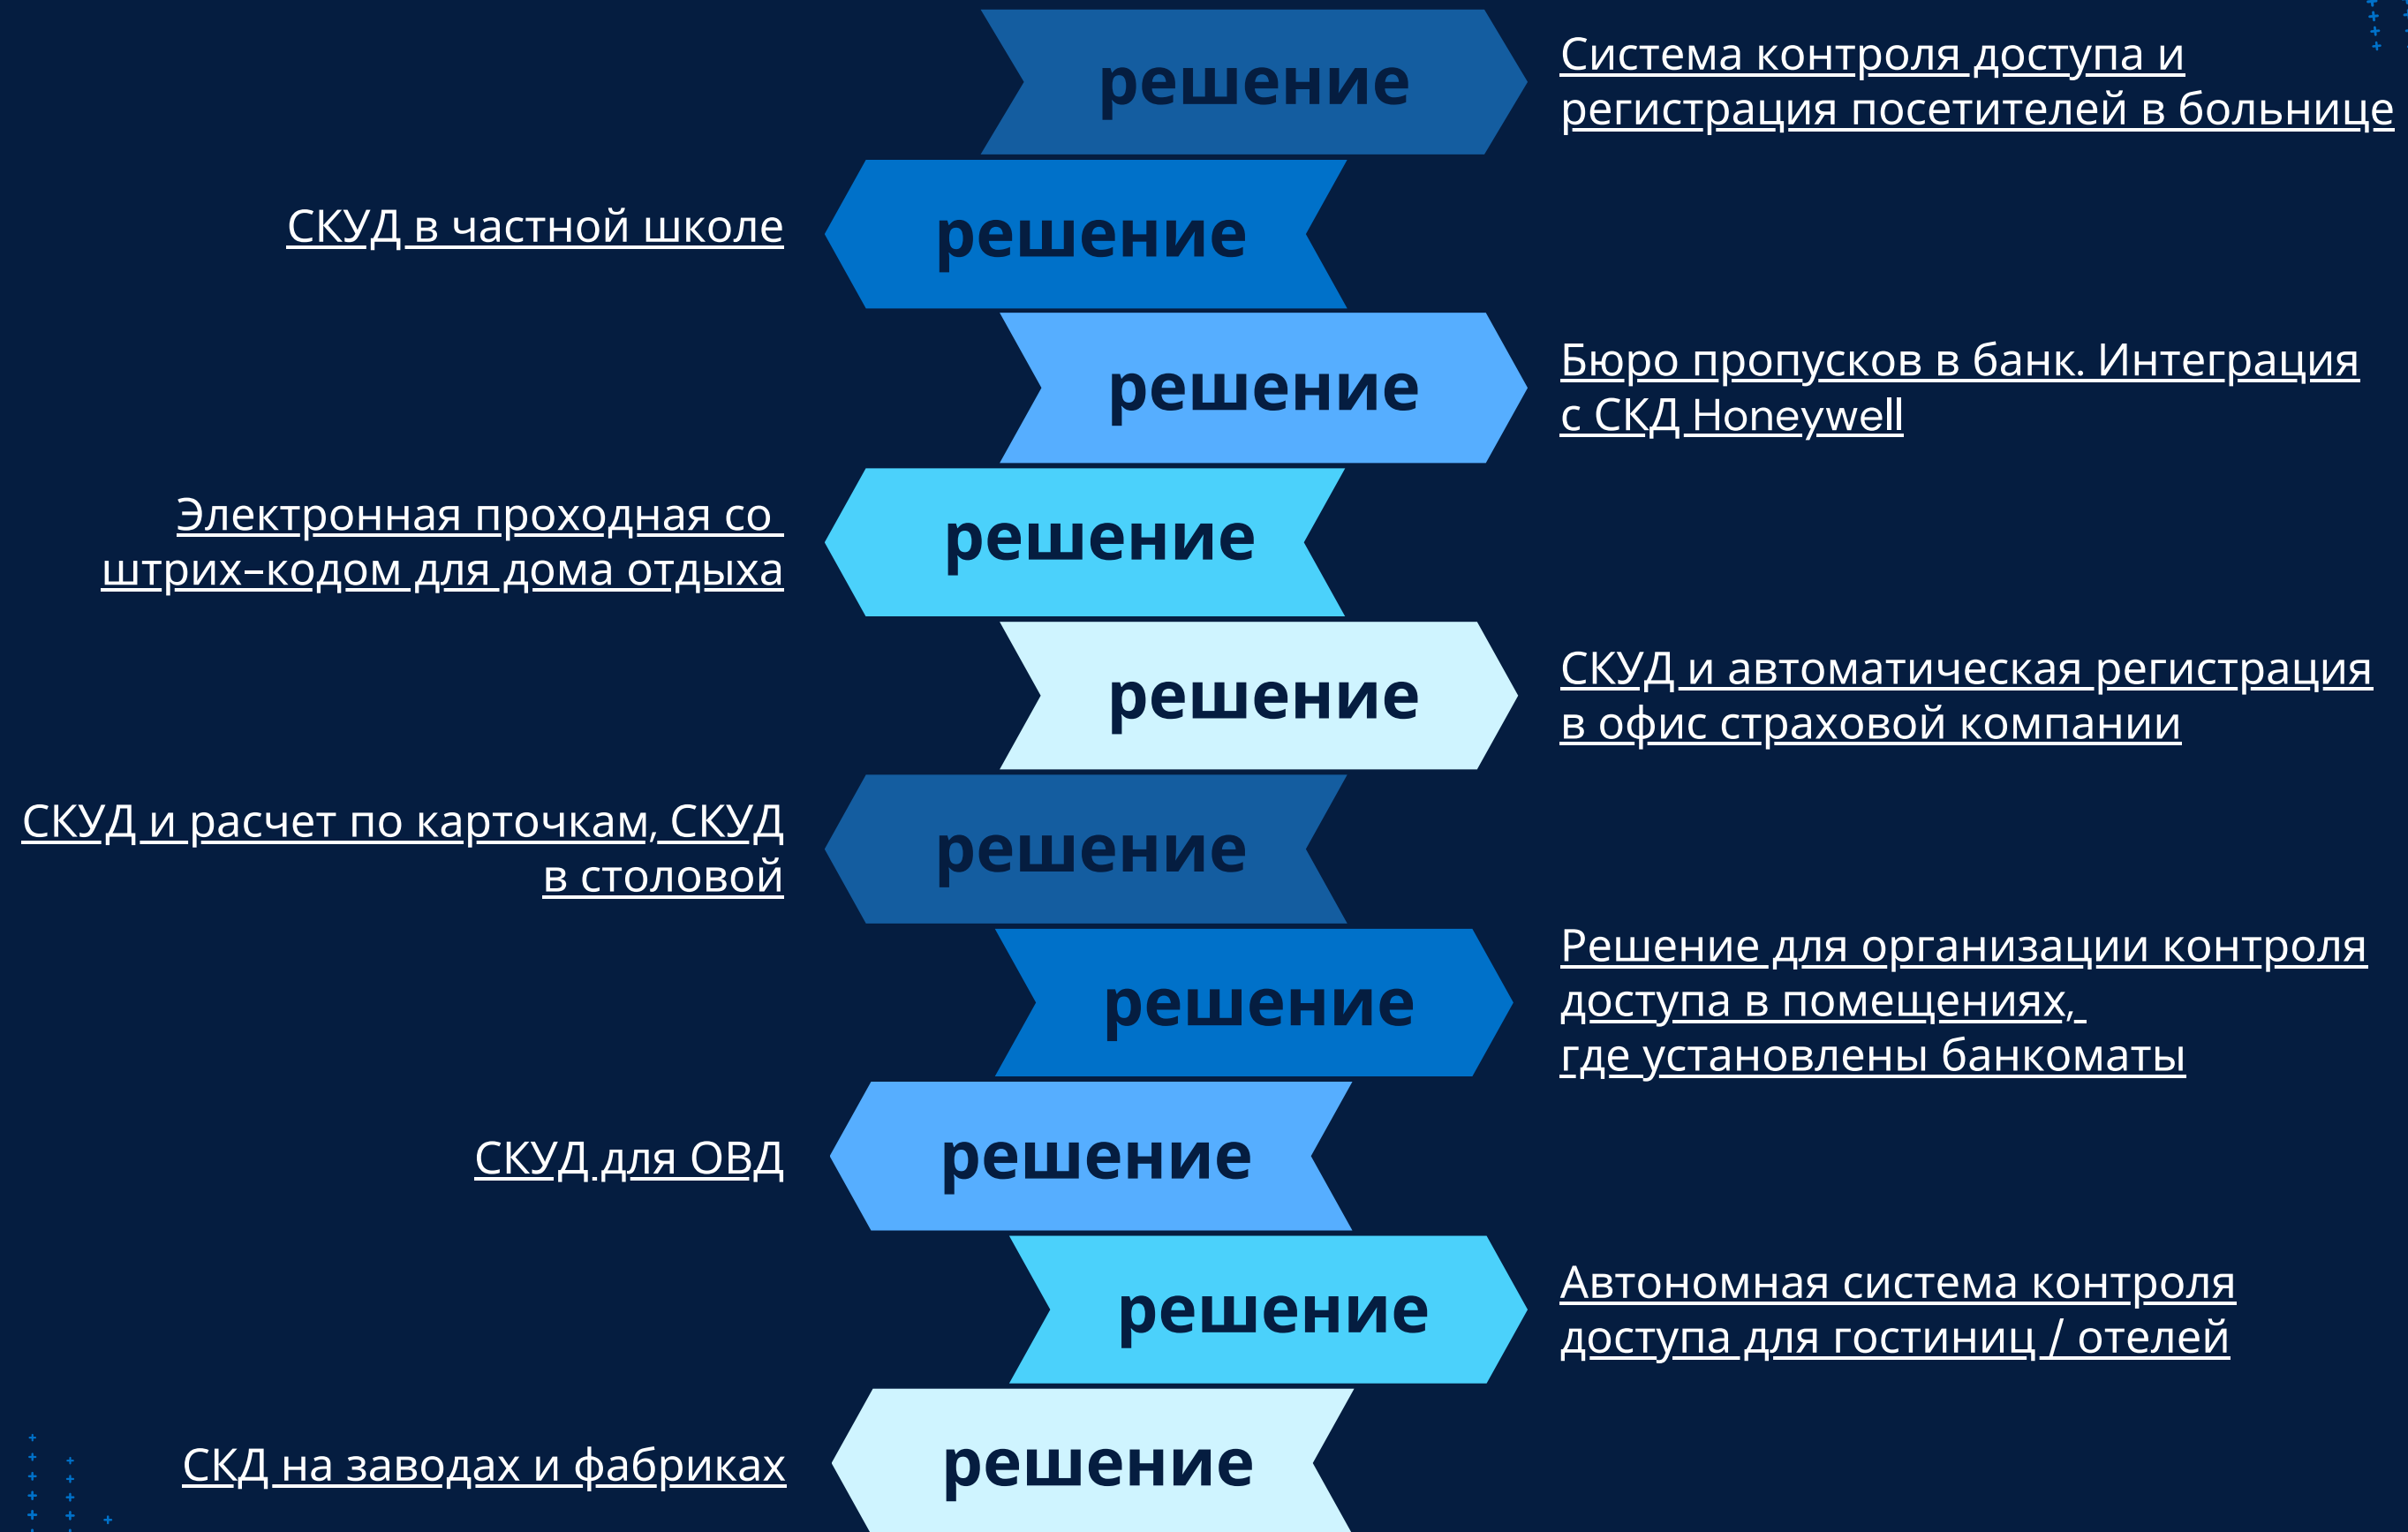 решение
Система контроля доступа и
регистрация посетителей в больнице
СКУД в частной школе
решение
решение
Бюро пропусков в банк. Интеграция
с СКД Honeywell
Электронная проходная со
штрих-кодом для дома отдыха
решение
решение
СКУД и автоматическая регистрация
в офис страховой компании
СКУД и расчет по карточкам, СКУД
в столовой
решение
решение
Решение для организации контроля
доступа в помещениях,
где установлены банкоматы
СКУД для ОВД
решение
решение
Автономная система контроля
доступа для гостиниц / отелей
СКД на заводах и фабриках
решение